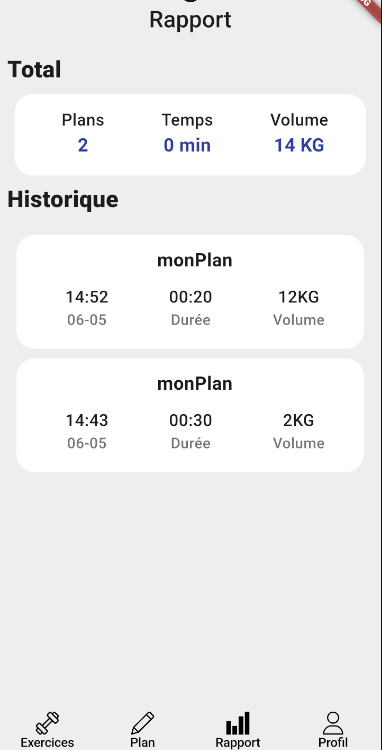 Rapport
Total
Plans Temps Volume
2 0 min 14 KG
Historique
monPlan
14:52 00:20 12KG
06-05 Durée Volume
monPlan
14:43 00:30 2KG
06-05 Durée Volume
Exercices Plan Rapport Profil